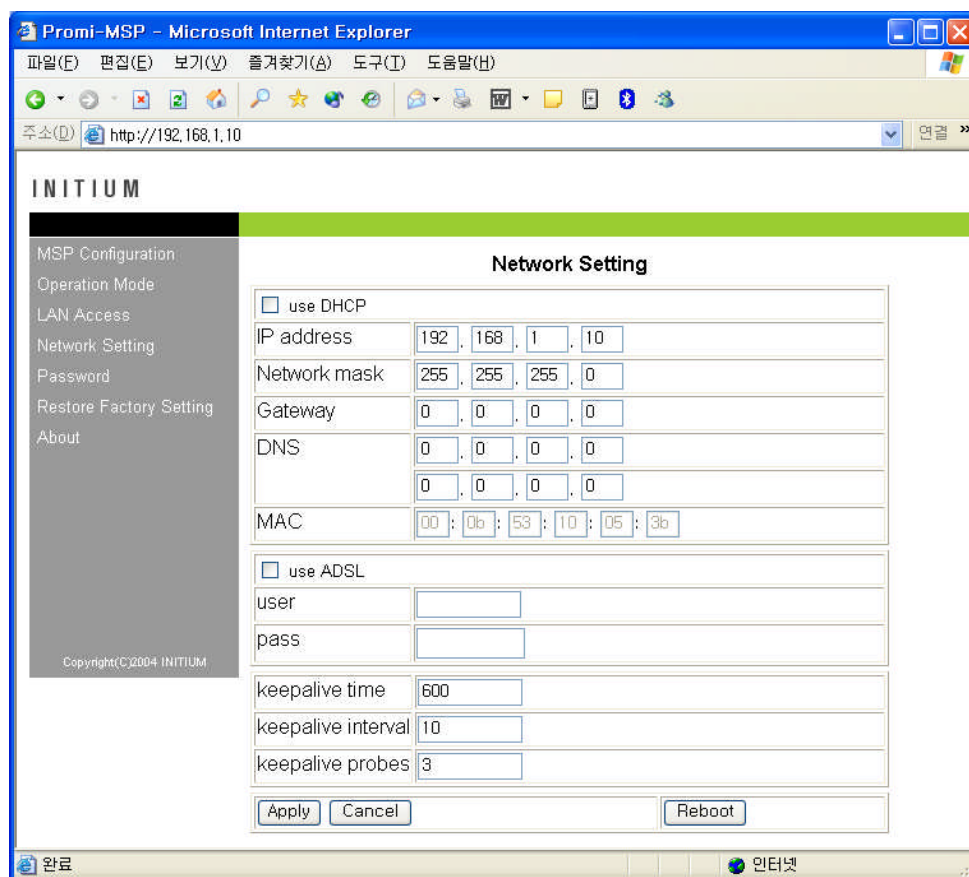 Promi-MSP - Microsoft Internet Explorer
파일(F) 편집(E) 보기(V) 즐겨찾기(A) 도구(T) 도움말(H)
주소(D) http://192.168.1.10 연결 »
INITIUM
MSP Configuration
Operation Mode
LAN Access
Network Setting
Password
Restore Factory Setting
About
Copyright(C)2004 INITIUM
Network Setting
use DHCP
IP address 192 . 168 . 1 . 10
Network mask 255 . 255 . 255 . 0
Gateway 0 . 0 . 0 . 0
DNS 0 . 0 . 0 . 0
0 . 0 . 0 . 0
MAC 00 : 0b : 53 : 10 : 05 : 3b
use ADSL
user
pass
keepalive time 600
keepalive interval 10
keepalive probes 3
Apply Cancel Reboot
완료 인터넷